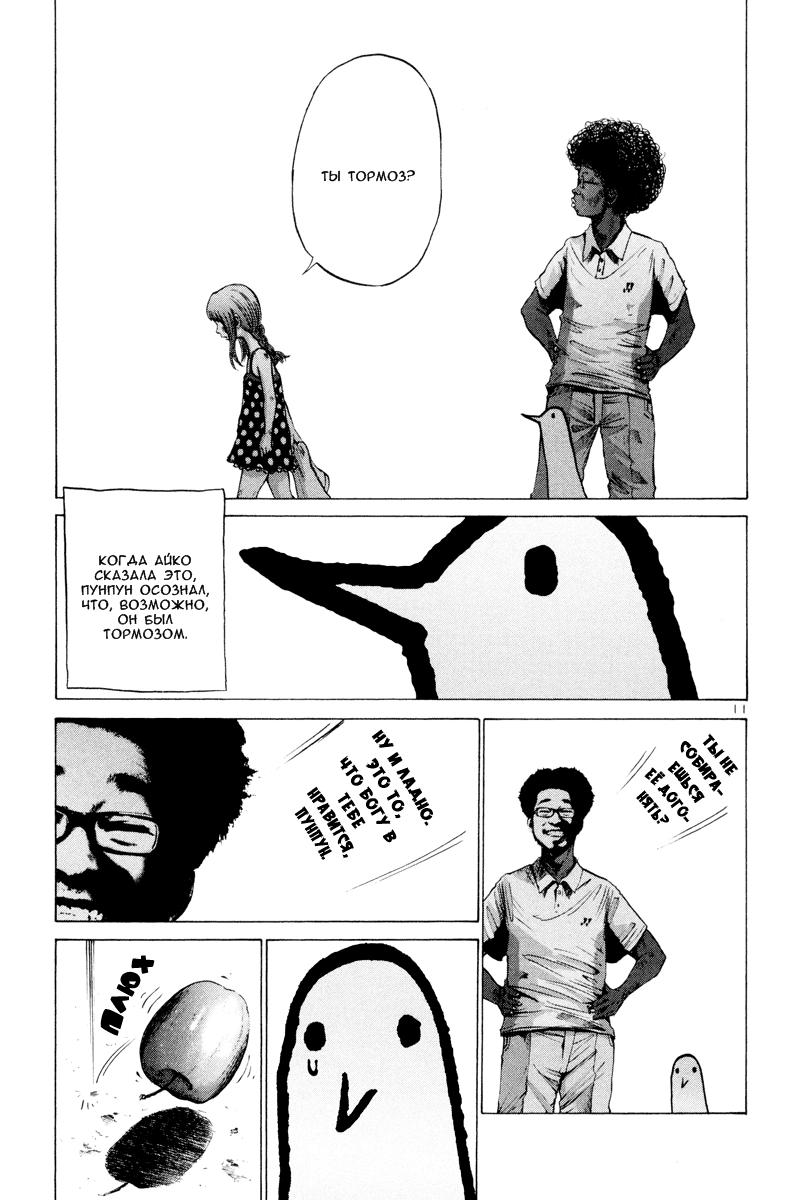 ТЫ ТОРМОЗ?
КОГДА АЙКО
СКАЗАЛА ЭТО,
ПУНПУН ОСОЗНАЛ,
ЧТО, ВОЗМОЖНО,
ОН БЫЛ
ТОРМОЗОМ.
11
ТЫ НЕ
СОБИРА-
ЕШЬСЯ
ЕЁ ДОГО-
НЯТЬ?
НУ И ЛАДНО.
ЭТО ТО,
ЧТО БОГУ В
ТЕБЕ
НРАВИТСЯ,
ПУНПУН.